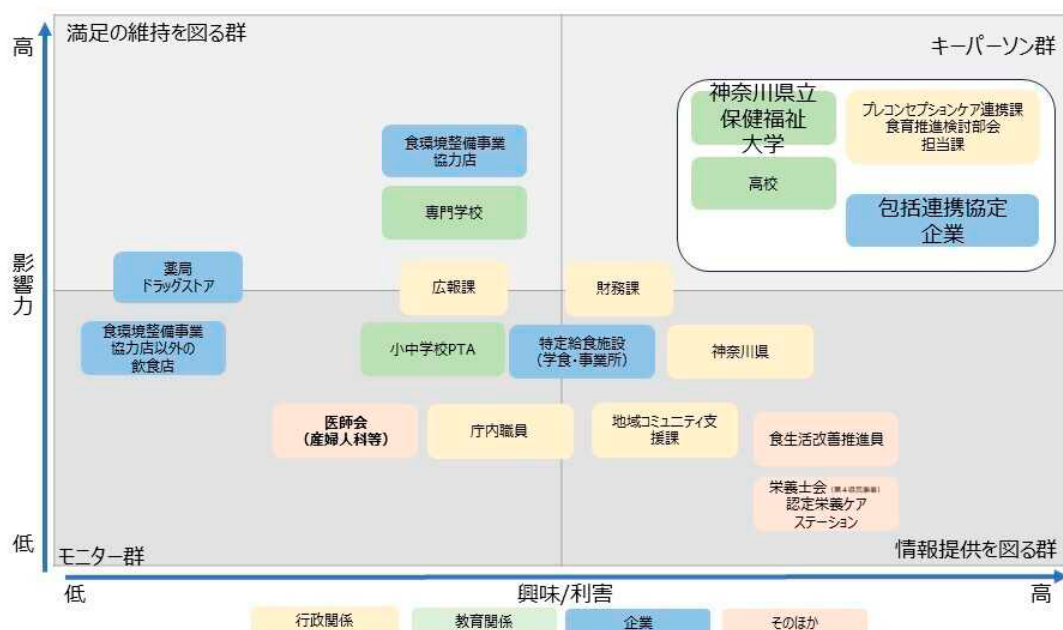 高
満足の維持を図る群
キーパーソン群
神奈川県立
保健福祉
大学
プレコンセプションケア連携課
食育推進検討部会
担当課
食環境整備事業
協力店
高校
専門学校
包括連携協定
企業
影響力
薬局
ドラッグストア
広報課
財務課
食環境整備事業
協力店以外の
飲食店
小中学校PTA
特定給食施設
（学食・事業所）
神奈川県
医師会
（産婦人科等）
庁内職員
地域コミュニティ支
援課
食生活改善推進員
栄養士会
認定栄養ケア
ステーション
低
モニター群
情報提供を図る群
低
興味/利害
高
行政関係
教育関係
企業
そのほか